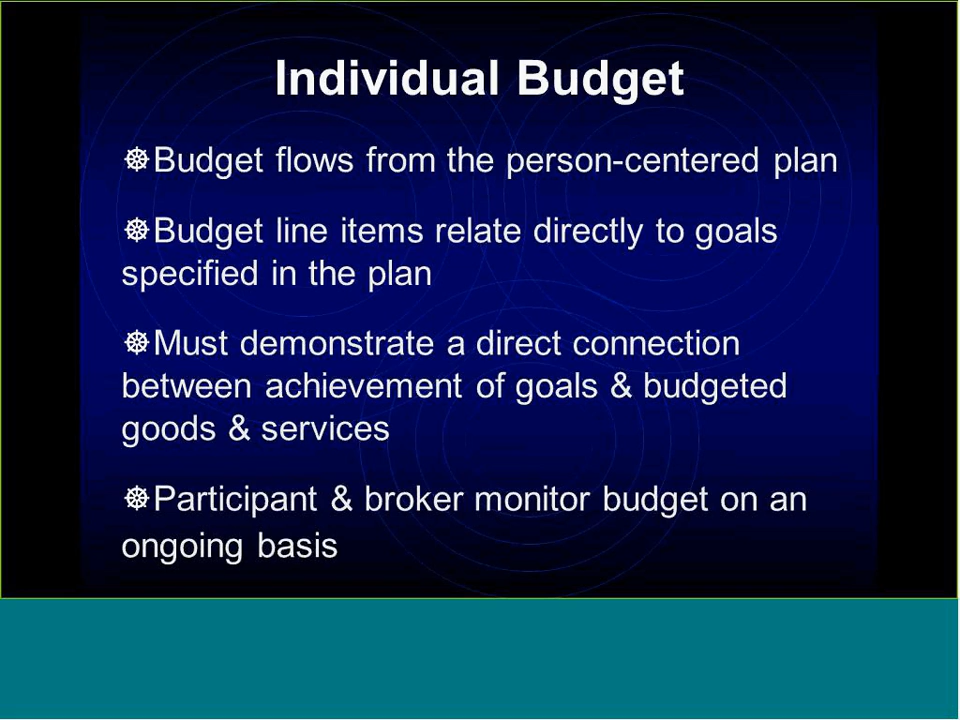 Individual Budget
☸Budget flows from the person-centered plan
☸Budget line items relate directly to goals
specified in the plan
☸Must demonstrate a direct connection
between achievement of goals & budgeted
goods & services
☸Participant & broker monitor budget on an
ongoing basis